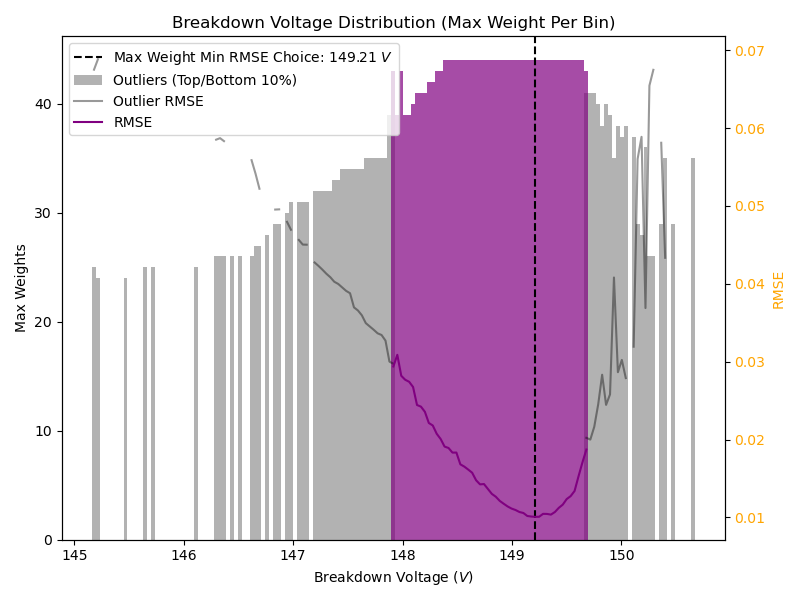 Breakdown Voltage Distribution (Max Weight Per Bin)
Max Weight Min RMSE Choice: 149.21 V
Outliers (Top/Bottom 10%)
Outlier RMSE
RMSE
Max Weights
0
10
20
30
40
145
146
147
148
149
150
Breakdown Voltage (V)
0.07
0.06
0.05
0.04
0.03
0.02
0.01
RMSE